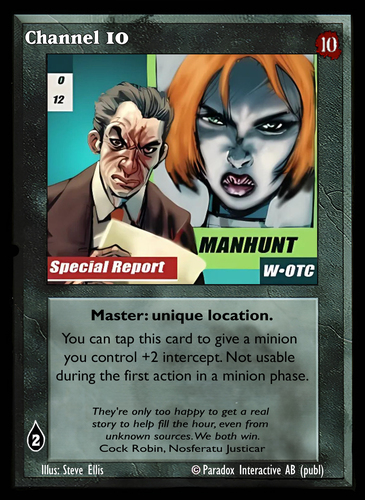 Channel 10
10
0
12
MANHUNT
Special Report
W•OTC
Master: unique location.
You can tap this card to give a minion
you control +2 intercept. Not usable
during the first action in a minion phase.
They're only too happy to get a real
story to help fill the hour, even from
unknown sources. We both win.
Cock Robin, Nosferatu Justicar
2
Illus: Steve Ellis
© Paradox Interactive AB (publ)